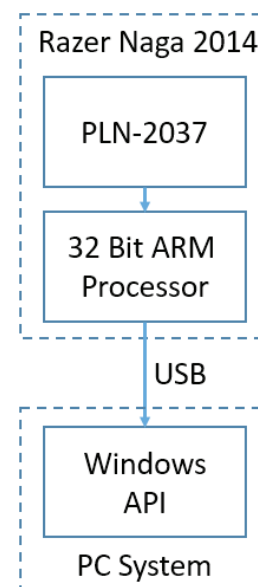 Razer Naga 2014
PLN-2037
32 Bit ARM
Processor
USB
Windows
API
PC System